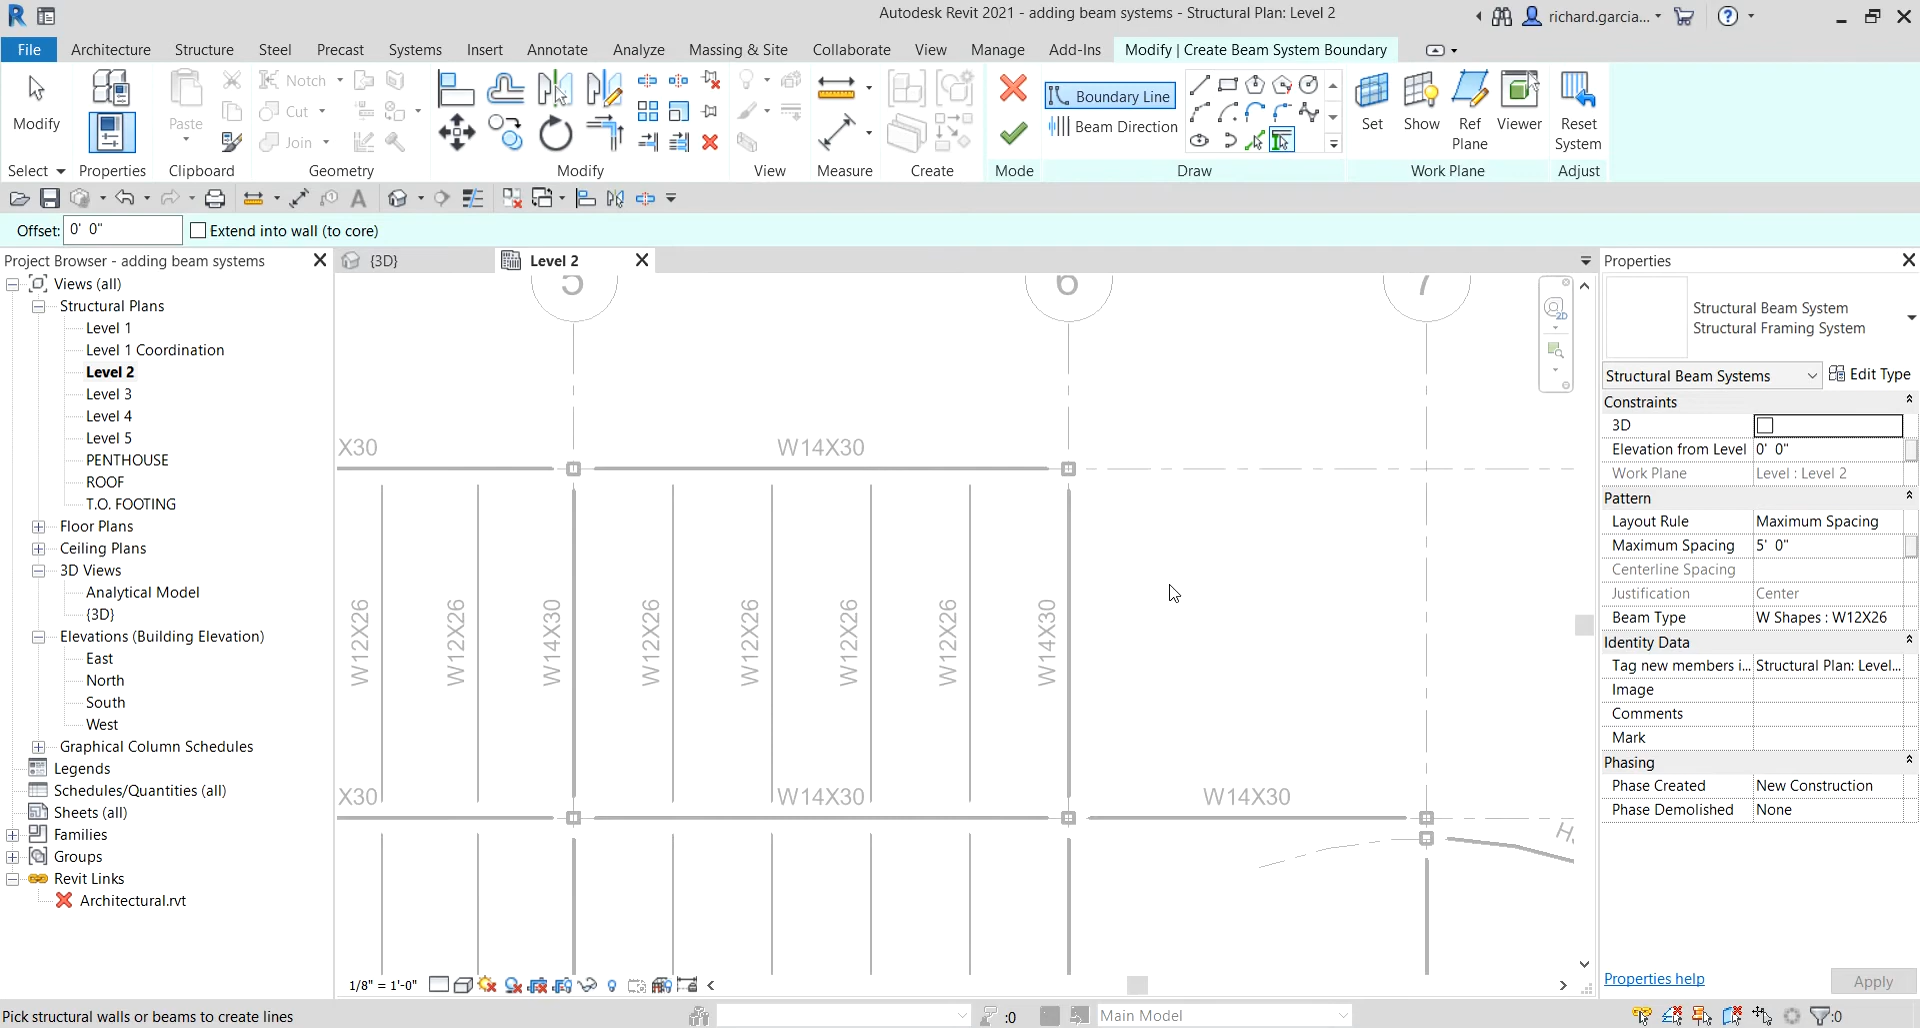 Autodesk Revit 2021 - adding beam systems - Structural Plan: Level 2
richard.garcia...
File Architecture Structure Steel Precast Systems Insert Annotate Analyze Massing & Site Collaborate View Manage Add-Ins Modify | Create Beam System Boundary
Modify
Paste
Notch
Cut
Join
Boundary Line
Beam Direction
Set
Show
Ref
Plane
Viewer
Reset
System
Select Properties Clipboard Geometry Modify View Measure Create Mode Draw Work Plane Adjust
Offset: 0' 0" Extend into wall (to core)
Project Browser - adding beam systems
Views (all)
Structural Plans
Level 1
Level 1 Coordination
Level 2
Level 3
Level 4
Level 5
PENTHOUSE
ROOF
T.O. FOOTING
Floor Plans
Ceiling Plans
3D Views
Analytical Model
{3D}
Elevations (Building Elevation)
East
North
South
West
Graphical Column Schedules
Legends
Schedules/Quantities (all)
Sheets (all)
Families
Groups
Revit Links
Architectural.rvt
{3D}
Level 2
5 6 7
X30 W14X30
W12X26 W12X26 W14X30 W12X26 W12X26 W12X26 W12X26 W14X30
X30 W14X30 W14X30
2D
1/8" = 1'-0"
Properties
Structural Beam System
Structural Framing System
Structural Beam Systems Edit Type
Constraints
3D
Elevation from Level 0' 0"
Work Plane Level : Level 2
Pattern
Layout Rule Maximum Spacing
Maximum Spacing 5' 0"
Centerline Spacing
Justification Center
Beam Type W Shapes : W12X26
Identity Data
Tag new members i... Structural Plan: Level...
Image
Comments
Mark
Phasing
Phase Created New Construction
Phase Demolished None
Properties help Apply
Pick structural walls or beams to create lines
:0 Main Model :0